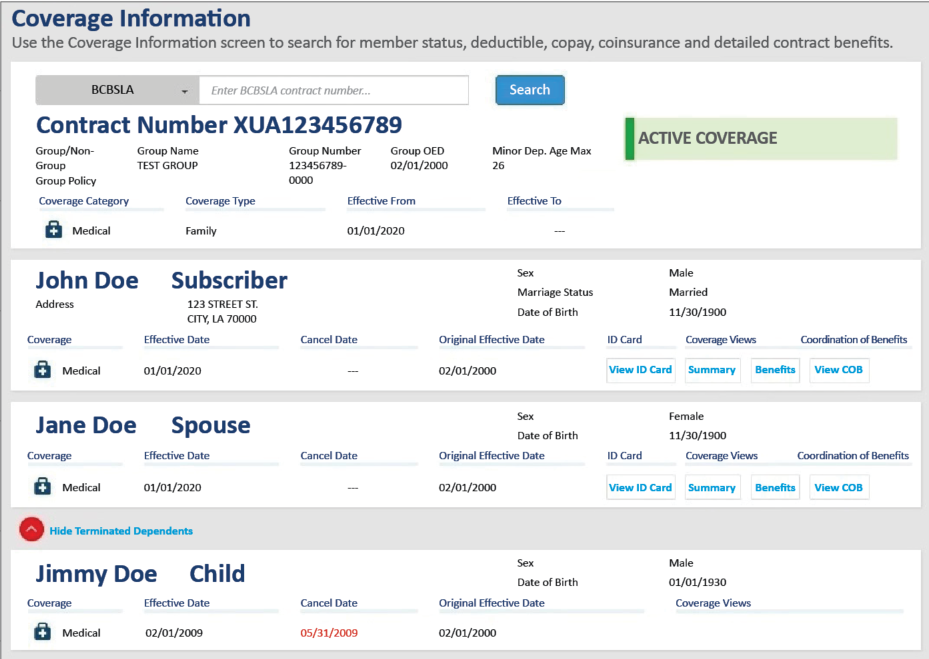 Coverage Information
Use the Coverage Information screen to search for member status, deductible, copay, coinsurance and detailed contract benefits.
BCBSLA Enter BCBSLA contract number... Search
Contract Number XUA123456789
ACTIVE COVERAGE
Group/Non- Group Name Group Number Group OED Minor Dep. Age Max
Group TEST GROUP 123456789- 02/01/2000 26
Group Policy 0000
Coverage Category Coverage Type Effective From Effective To
Medical Family 01/01/2020 ---
John Doe Subscriber
Sex Male
Address 123 STREET ST. Marriage Status Married
CITY, LA 70000 Date of Birth 11/30/1900
Coverage Effective Date Cancel Date Original Effective Date ID Card Coverage Views Coordination of Benefits
Medical 01/01/2020 --- 02/01/2000 View ID Card Summary Benefits View COB
Jane Doe Spouse
Sex Female
Date of Birth 11/30/1900
Coverage Effective Date Cancel Date Original Effective Date ID Card Coverage Views Coordination of Benefits
Medical 01/01/2020 --- 02/01/2000 View ID Card Summary Benefits View COB
Hide Terminated Dependents
Jimmy Doe Child
Sex Male
Date of Birth 01/01/1930
Coverage Effective Date Cancel Date Original Effective Date Coverage Views
Medical 02/01/2009 05/31/2009 02/01/2000